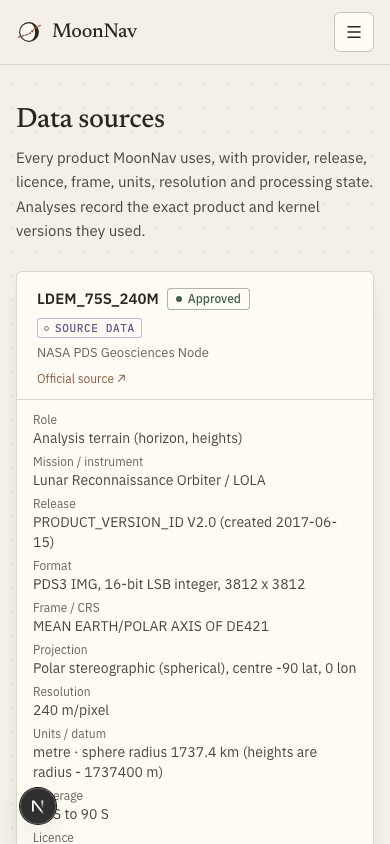 MoonNav
Data sources
Every product MoonNav uses, with provider, release,
licence, frame, units, resolution and processing state.
Analyses record the exact product and kernel
versions they used.
LDEM_75S_240M
Approved
SOURCE DATA
NASA PDS Geosciences Node
Official source ↗
Role
Analysis terrain (horizon, heights)
Mission / instrument
Lunar Reconnaissance Orbiter / LOLA
Release
PRODUCT_VERSION_ID V2.0 (created 2017-06-
15)
Format
PDS3 IMG, 16-bit LSB integer, 3812 x 3812
Frame / CRS
MEAN EARTH/POLAR AXIS OF DE421
Projection
Polar stereographic (spherical), centre -90 lat, 0 lon
Resolution
240 m/pixel
Units / datum
metre · sphere radius 1737.4 km (heights are
radius - 1737400 m)
N
S to 90 S
Licence